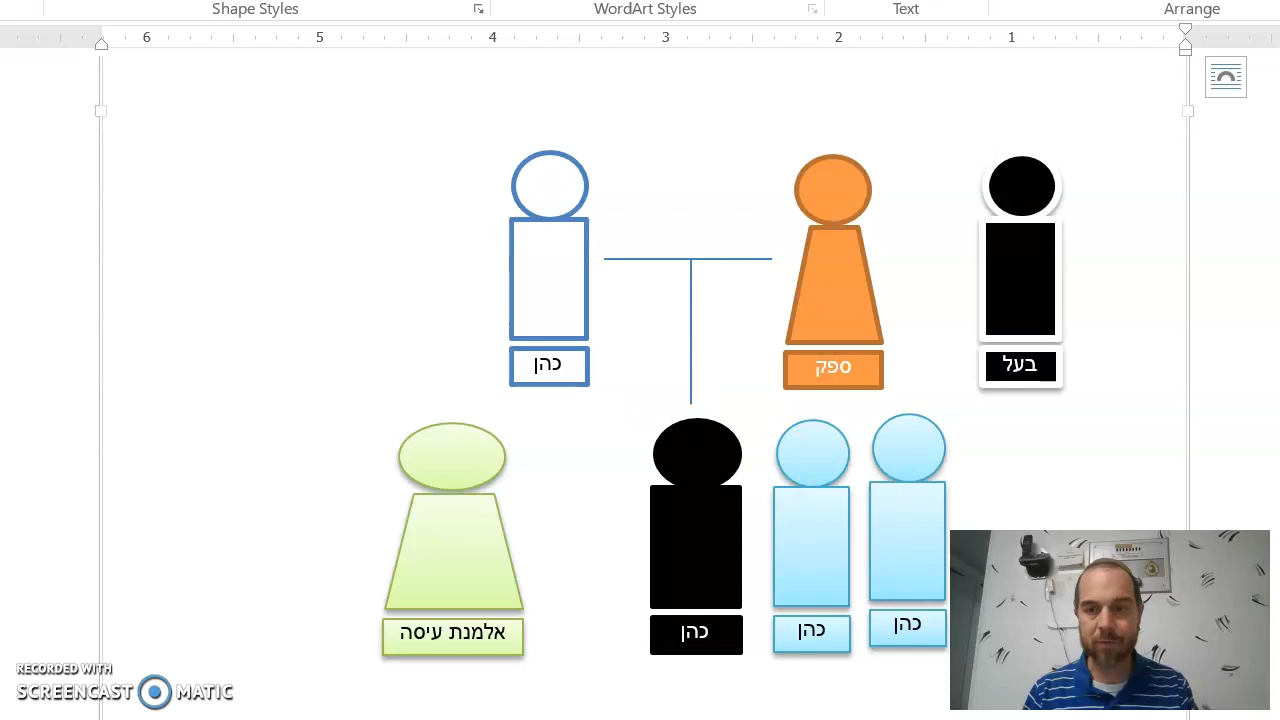 Shape Styles
WordArt Styles
Text
Arrange
6 5 4 3 2 1
בעל
ספק
כהן
כהן
כהן
כהן
אלמנת עיסה
RECORDED WITH
SCREENCAST MATIC